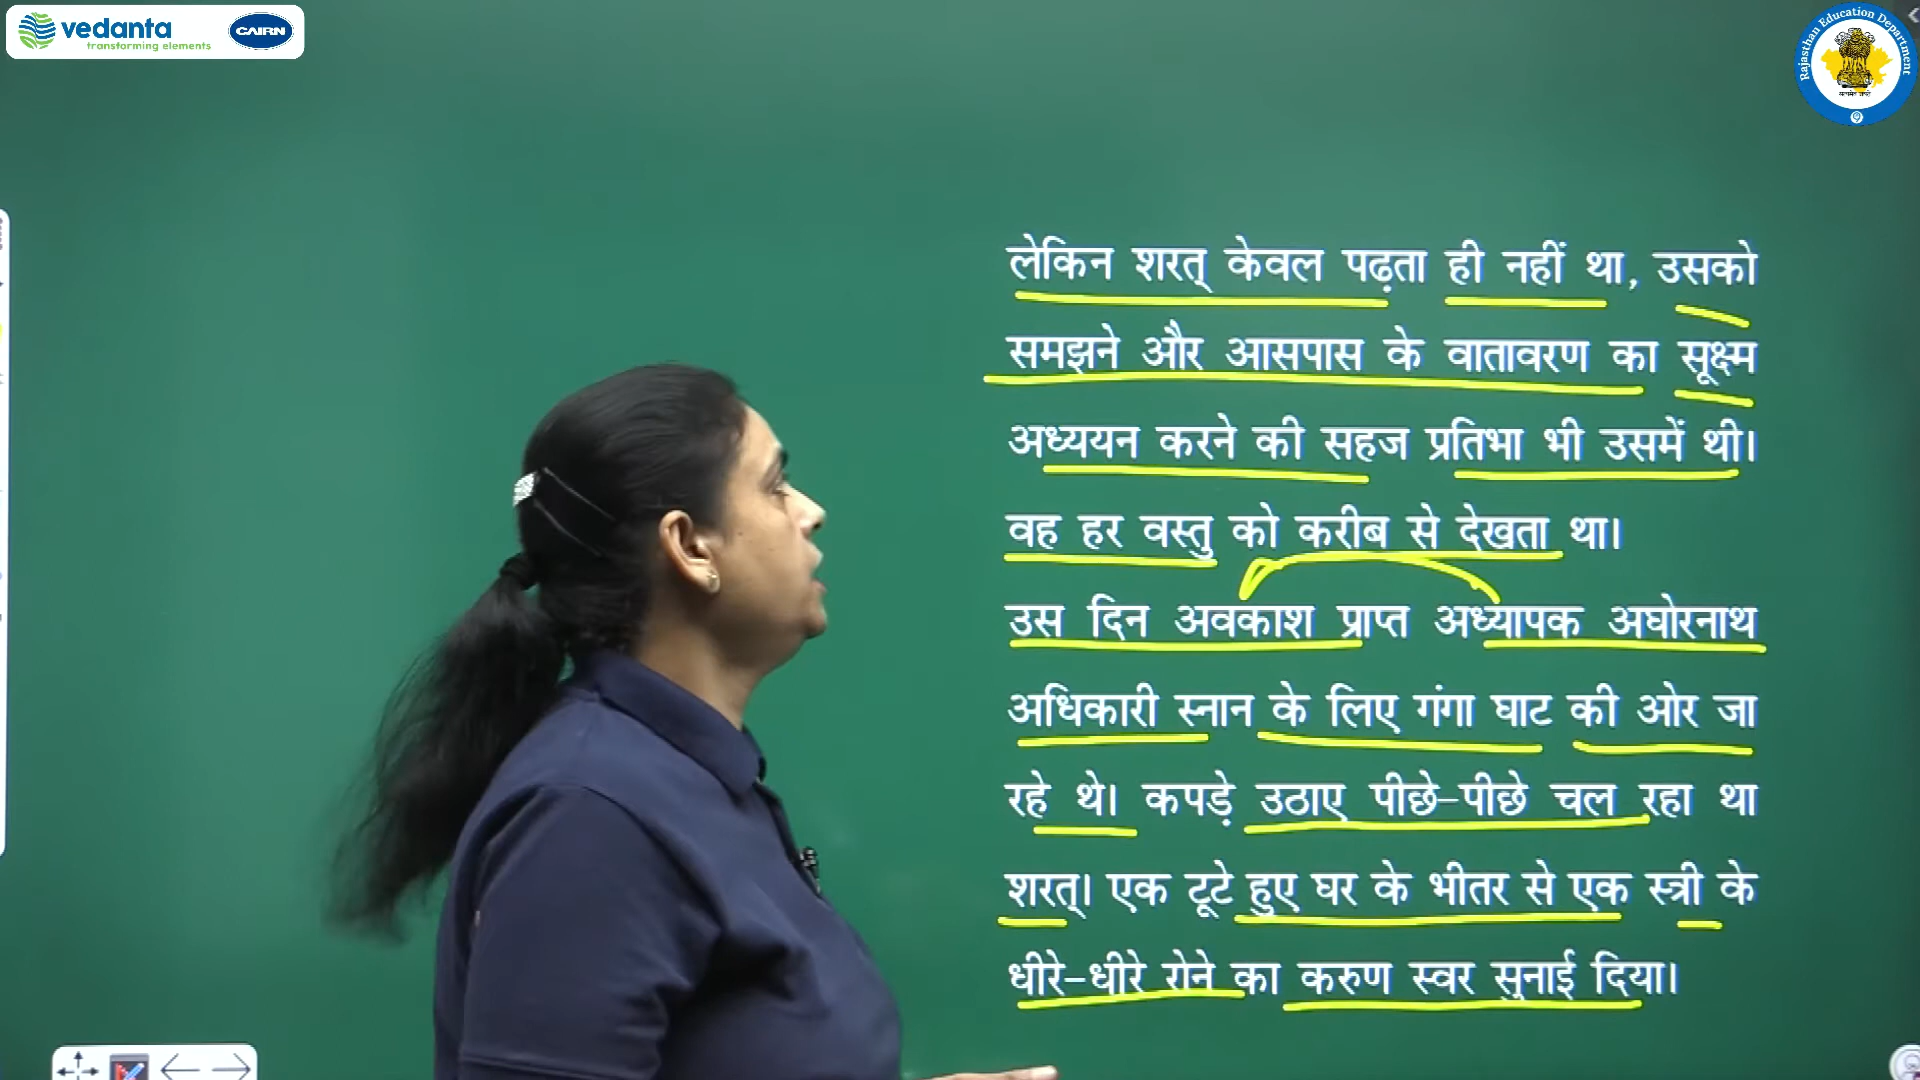 vedanta
transforming elements
CAIRN
Rajasthan Education Department
लेकिन शरत् केवल पढ़ता ही नहीं था, उसको
समझने और आसपास के वातावरण का सूक्ष्म
अध्ययन करने की सहज प्रतिभा भी उसमें थी।
वह हर वस्तु को करीब से देखता था।
उस दिन अवकाश प्राप्त अध्यापक अघोरनाथ
अधिकारी स्नान के लिए गंगा घाट की ओर जा
रहे थे। कपड़े उठाए पीछे-पीछे चल रहा था
शरत्। एक टूटे हुए घर के भीतर से एक स्त्री के
धीरे-धीरे रोने का करुण स्वर सुनाई दिया।